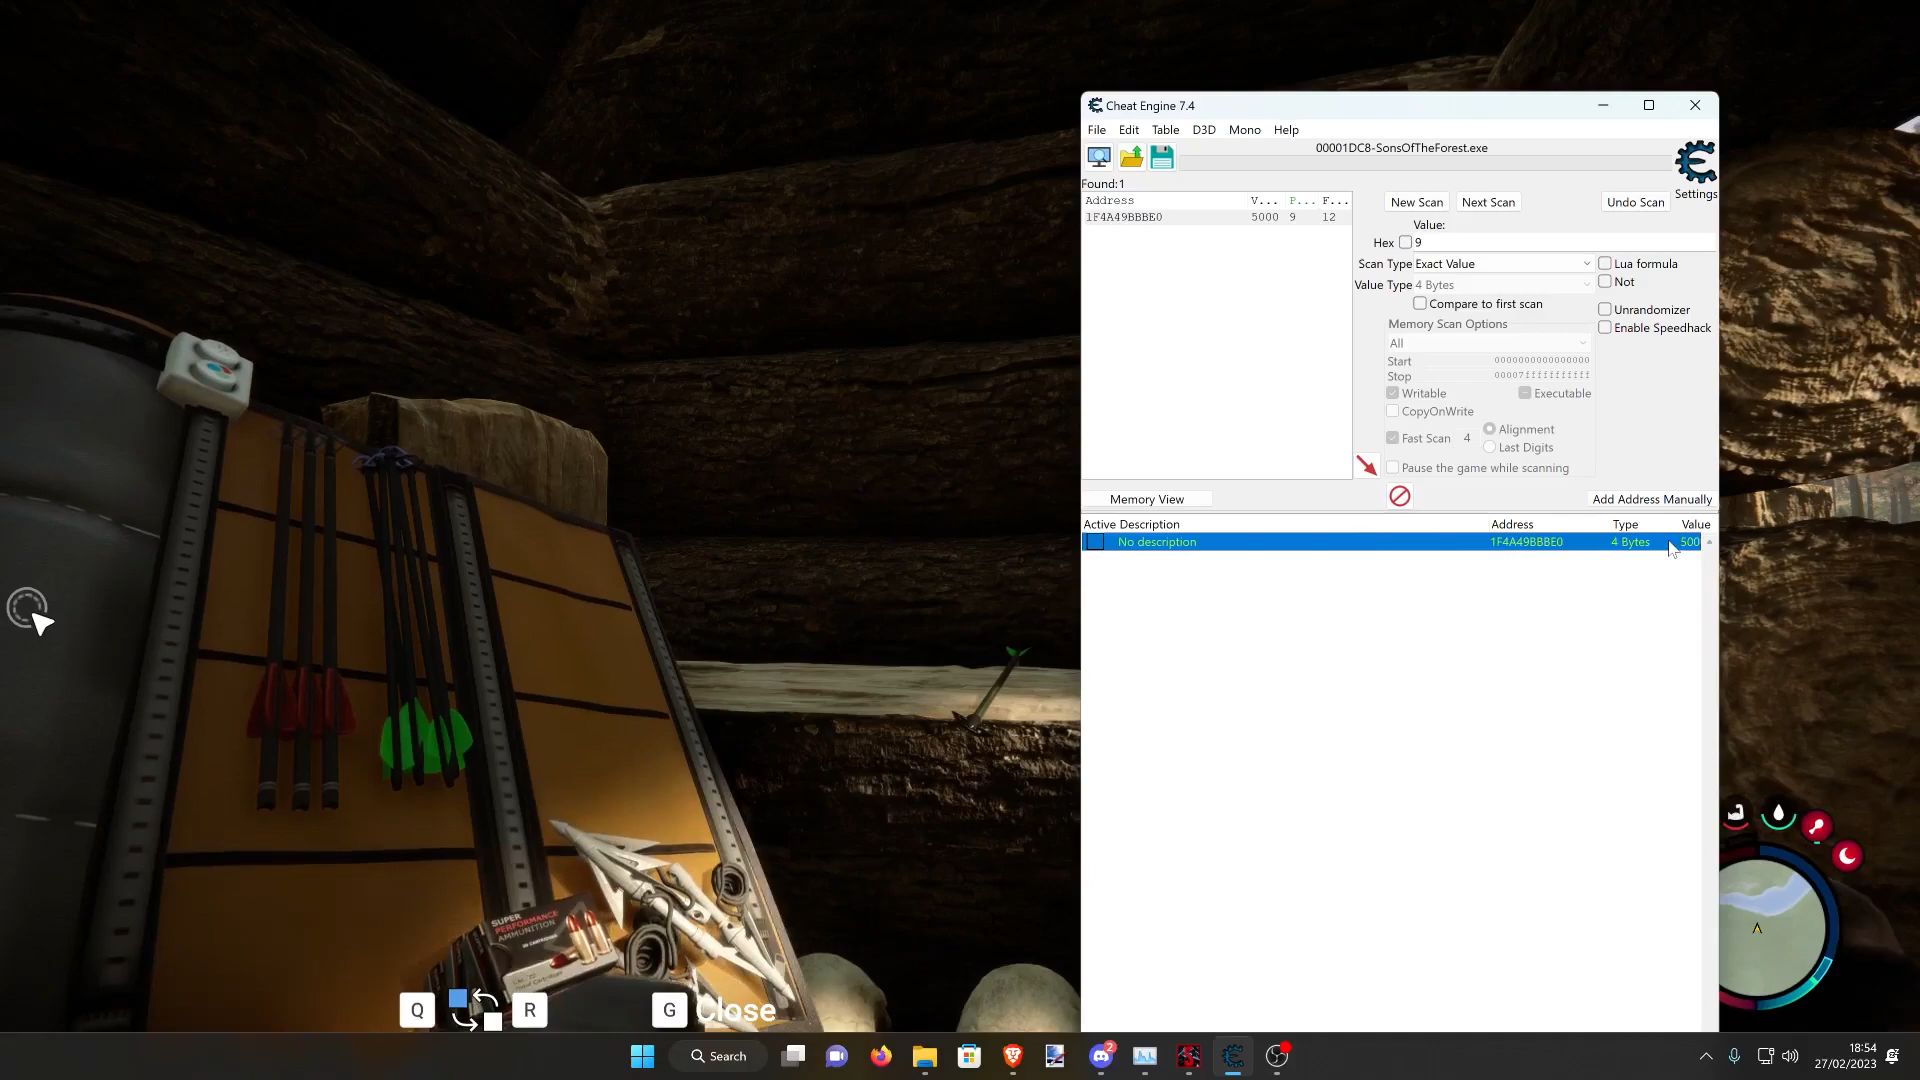 Cheat Engine 7.4
File Edit Table D3D Mono Help
00001DC8-SonsOfTheForest.exe
Settings
Found:1
Address V... P... F...
1F4A49BBBE0 5000 9 12
New Scan Next Scan Undo Scan
Value:
Hex 9
Scan Type Exact Value
Lua formula
Not
Value Type 4 Bytes
Compare to first scan
Unrandomizer
Enable Speedhack
Memory Scan Options
All
Start 0000000000000000
Stop 00007fffffffffff
Writable Executable
CopyOnWrite
Fast Scan 4 Alignment
Last Digits
Pause the game while scanning
Memory View Add Address Manually
Active Description Address Type Value
No description 1F4A49BBBE0 4 Bytes 500
SUPER
PERFORMANCE
AMMUNITION
Q R G Close
Search
2
18:54
27/02/2023